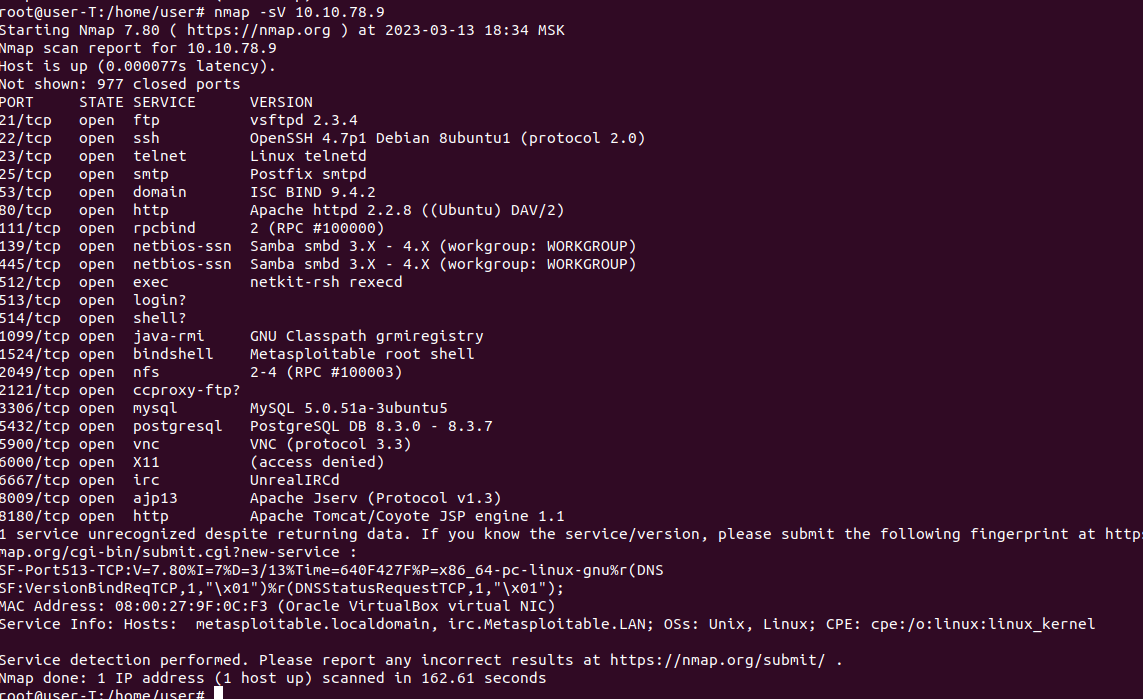 root@user-T:/home/user# nmap -sV 10.10.78.9
Starting Nmap 7.80 ( https://nmap.org ) at 2023-03-13 18:34 MSK
Nmap scan report for 10.10.78.9
Host is up (0.000077s latency).
Not shown: 977 closed ports
PORT     STATE SERVICE     VERSION
21/tcp   open  ftp         vsftpd 2.3.4
22/tcp   open  ssh         OpenSSH 4.7p1 Debian 8ubuntu1 (protocol 2.0)
23/tcp   open  telnet      Linux telnetd
25/tcp   open  smtp        Postfix smtpd
53/tcp   open  domain      ISC BIND 9.4.2
80/tcp   open  http        Apache httpd 2.2.8 ((Ubuntu) DAV/2)
111/tcp  open  rpcbind     2 (RPC #100000)
139/tcp  open  netbios-ssn Samba smbd 3.X - 4.X (workgroup: WORKGROUP)
445/tcp  open  netbios-ssn Samba smbd 3.X - 4.X (workgroup: WORKGROUP)
512/tcp  open  exec        netkit-rsh rexecd
513/tcp  open  login?
514/tcp  open  shell?
1099/tcp open  java-rmi    GNU Classpath grmiregistry
1524/tcp open  bindshell   Metasploitable root shell
2049/tcp open  nfs         2-4 (RPC #100003)
2121/tcp open  ccproxy-ftp?
3306/tcp open  mysql       MySQL 5.0.51a-3ubuntu5
5432/tcp open  postgresql  PostgreSQL DB 8.3.0 - 8.3.7
5900/tcp open  vnc         VNC (protocol 3.3)
6000/tcp open  X11         (access denied)
6667/tcp open  irc         UnrealIRCd
8009/tcp open  ajp13       Apache Jserv (Protocol v1.3)
8180/tcp open  http        Apache Tomcat/Coyote JSP engine 1.1
1 service unrecognized despite returning data. If you know the service/version, please submit the following fingerprint at http
map.org/cgi-bin/submit.cgi?new-service :
SF-Port513-TCP:V=7.80%I=7%D=3/13%Time=640F427F%P=x86_64-pc-linux-gnu%r(DNS
SF:VersionBindReqTCP,1,"\x01")%r(DNSStatusRequestTCP,1,"\x01");
MAC Address: 08:00:27:9F:0C:F3 (Oracle VirtualBox virtual NIC)
Service Info: Hosts:  metasploitable.localdomain, irc.Metasploitable.LAN; OSs: Unix, Linux; CPE: cpe:/o:linux:linux_kernel
Service detection performed. Please report any incorrect results at https://nmap.org/submit/ .
Nmap done: 1 IP address (1 host up) scanned in 162.61 seconds
root@user-T:/home/user#